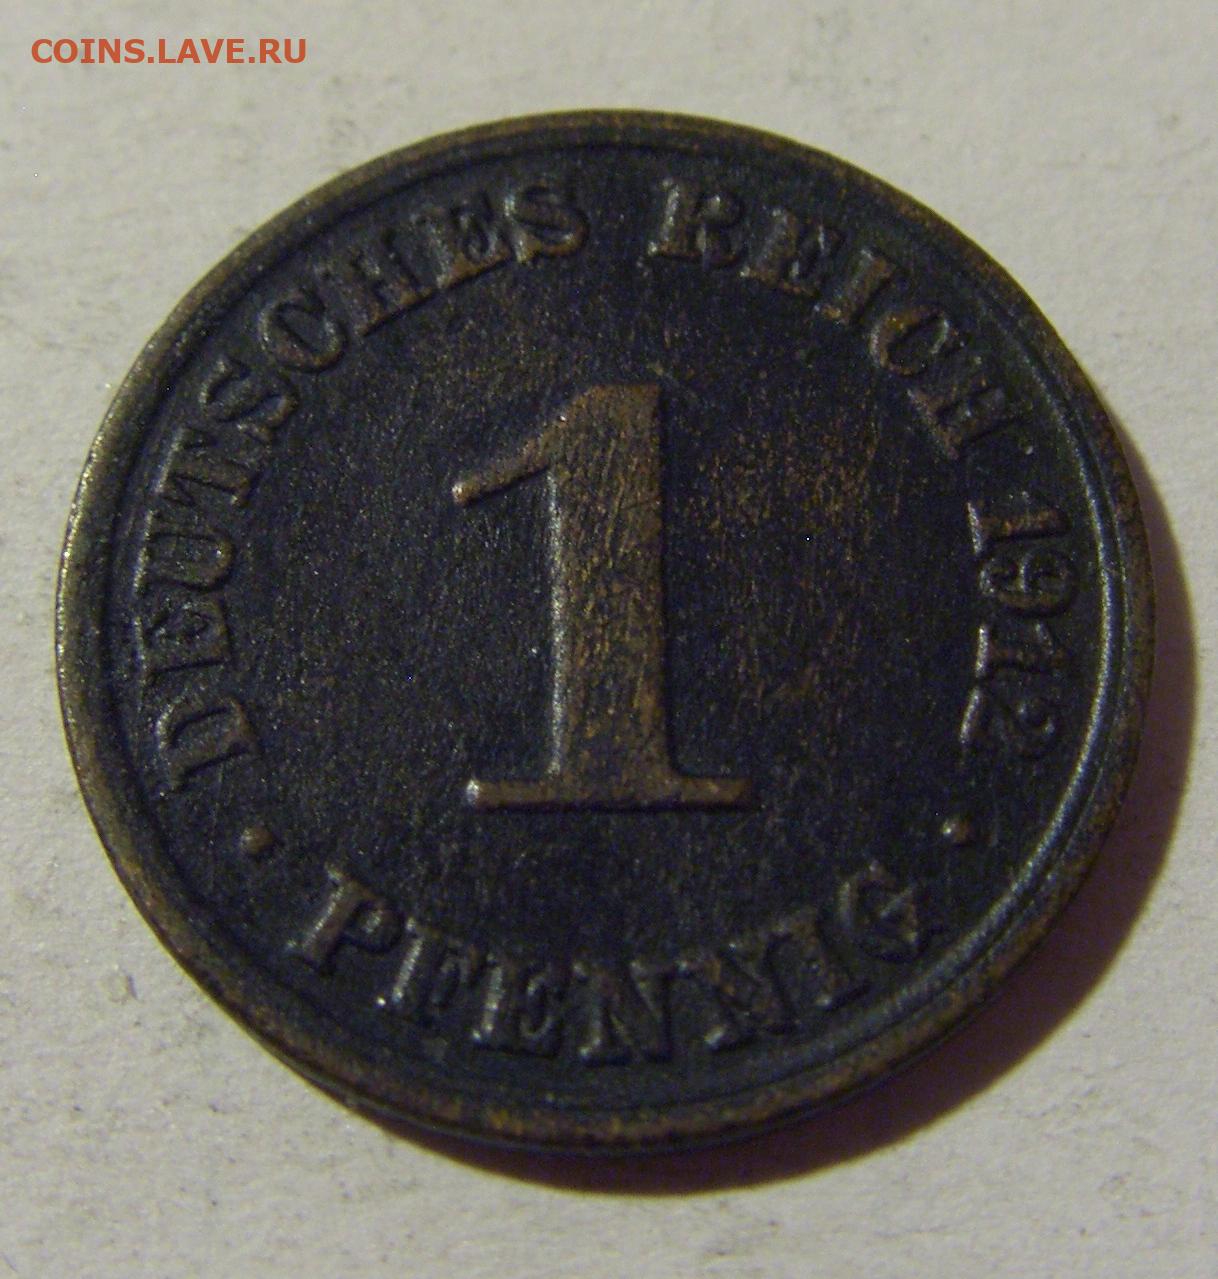 COINS.LAVE.RU
DEUTSCHES REICH 1912
1
• PFENNIG •